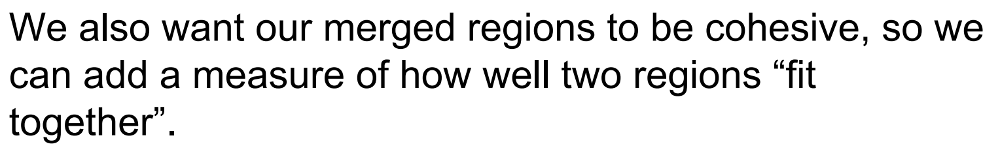 We also want our merged regions to be cohesive, so we
can add a measure of how well two regions “fit
together”.